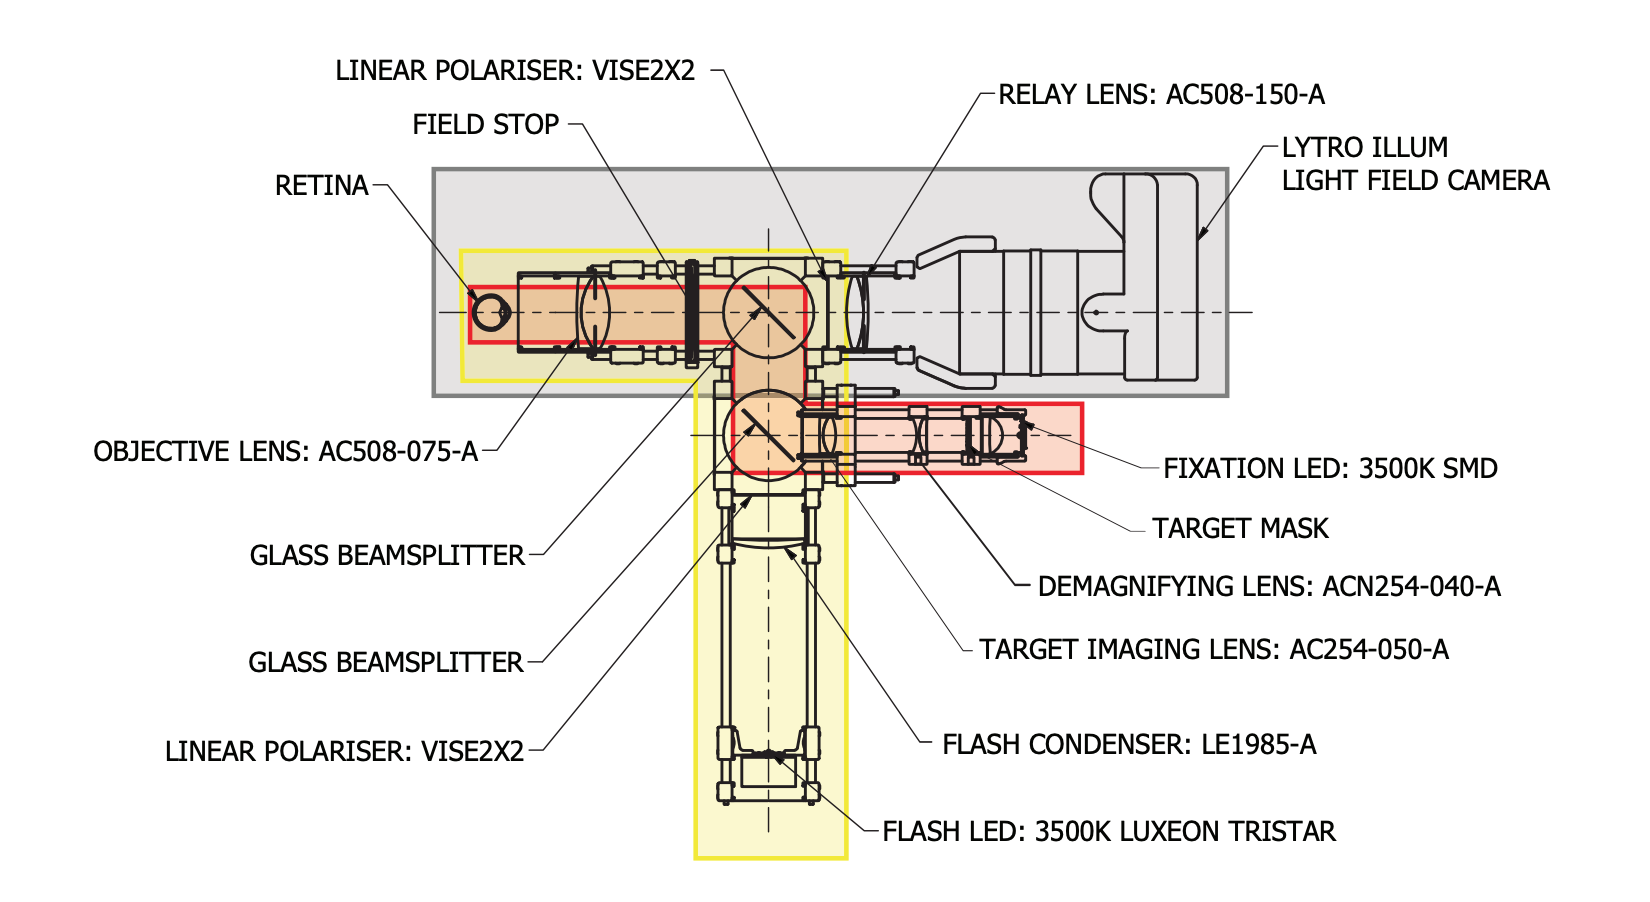 LINEAR POLARISER: VISE2X2
RELAY LENS: AC508-150-A
FIELD STOP
LYTRO ILLUM
LIGHT FIELD CAMERA
RETINA
OBJECTIVE LENS: AC508-075-A
FIXATION LED: 3500K SMD
TARGET MASK
GLASS BEAMSPLITTER
DEMAGNIFYING LENS: ACN254-040-A
TARGET IMAGING LENS: AC254-050-A
GLASS BEAMSPLITTER
FLASH CONDENSER: LE1985-A
LINEAR POLARISER: VISE2X2
FLASH LED: 3500K LUXEON TRISTAR